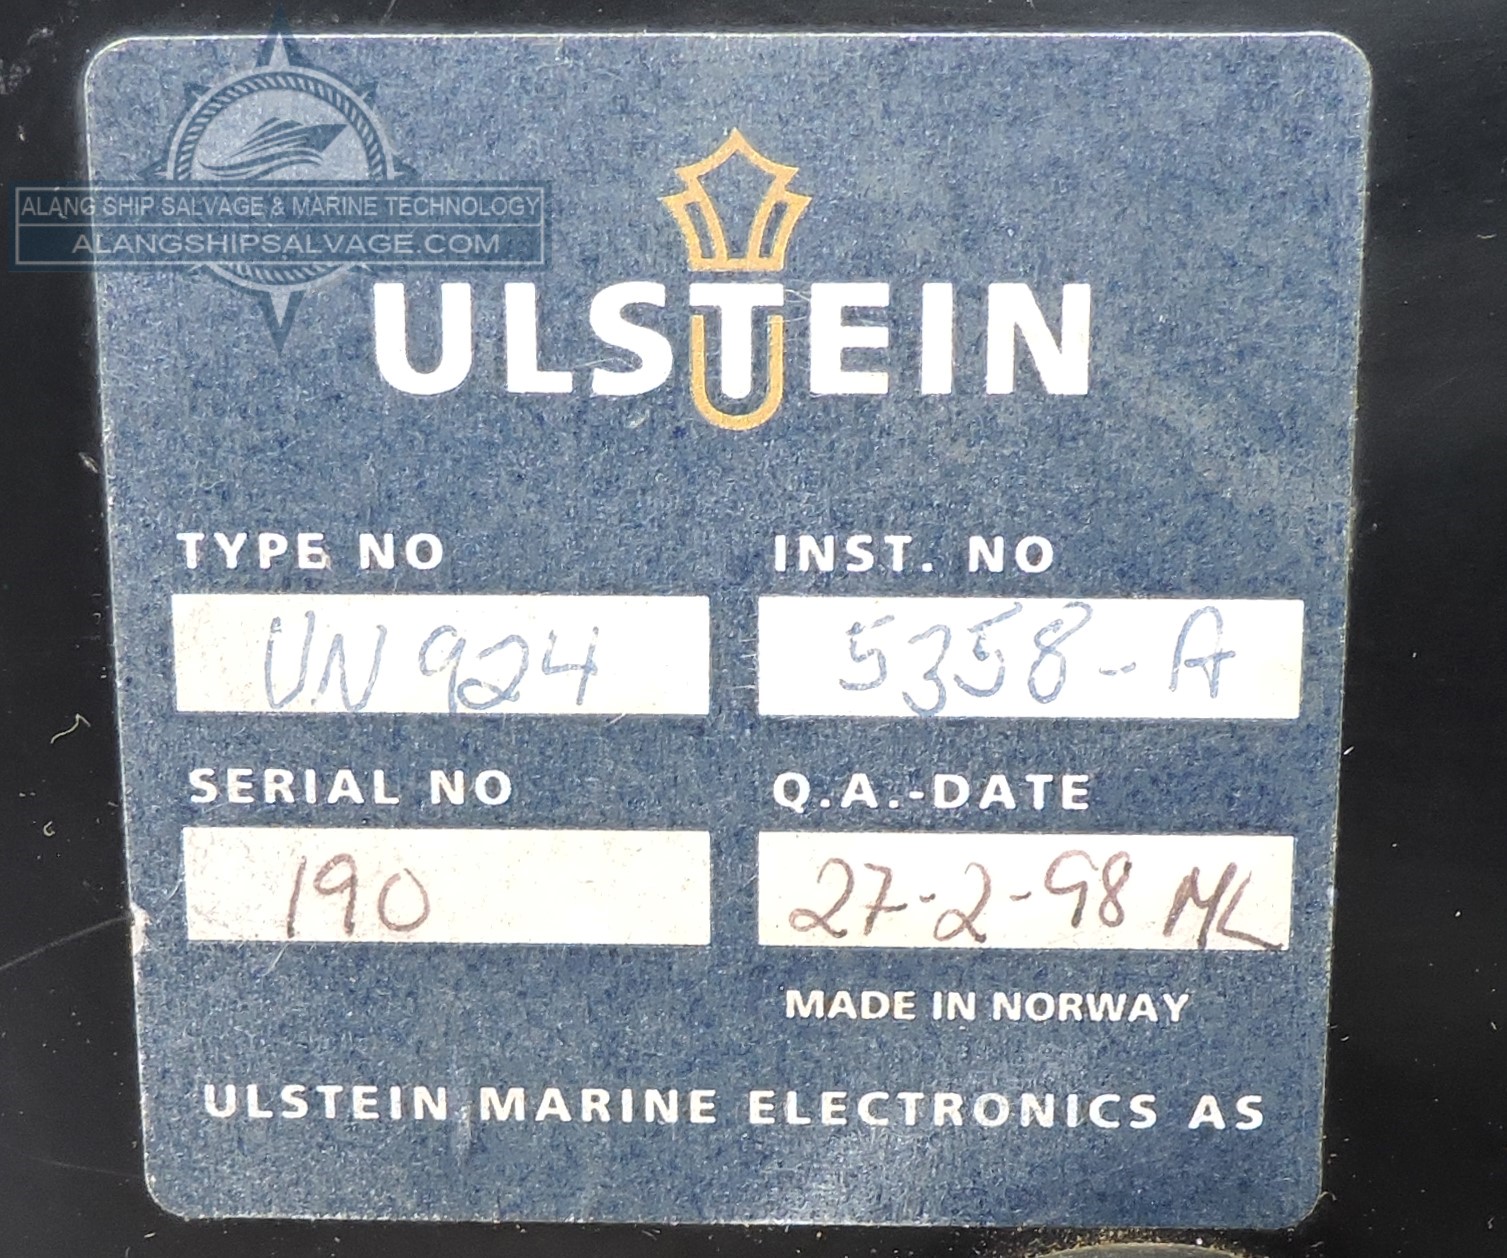 ALANG SHIP SALVAGE & MARINE TECHNOLOGY
ALANGSHIPSALVAGE.COM
ULSTEIN
TYPE NO INST. NO
UN 924 5358-A
SERIAL NO Q.A.-DATE
190 27-2-98 ML
MADE IN NORWAY
ULSTEIN MARINE ELECTRONICS AS